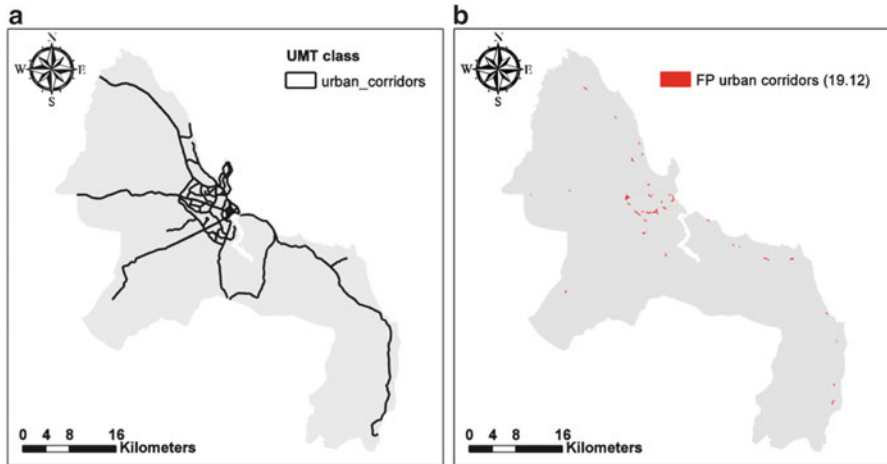 a
N
W E
S
UMT class
urban_corridors
0 4 8 16
Kilometers
b
N
W E
S
FP urban corridors (19.12)
0 4 8 16
Kilometers